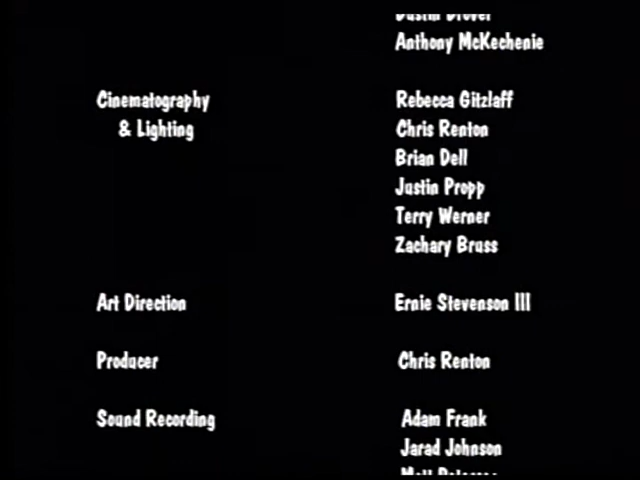 Anthony McKechenie
Cinematography
& Lighting
Rebecca Gitzlaff
Chris Renton
Brian Dell
Justin Propp
Terry Werner
Zachary Bruss
Art Direction
Ernie Stevenson III
Producer
Chris Renton
Sound Recording
Adam Frank
Jarad Johnson